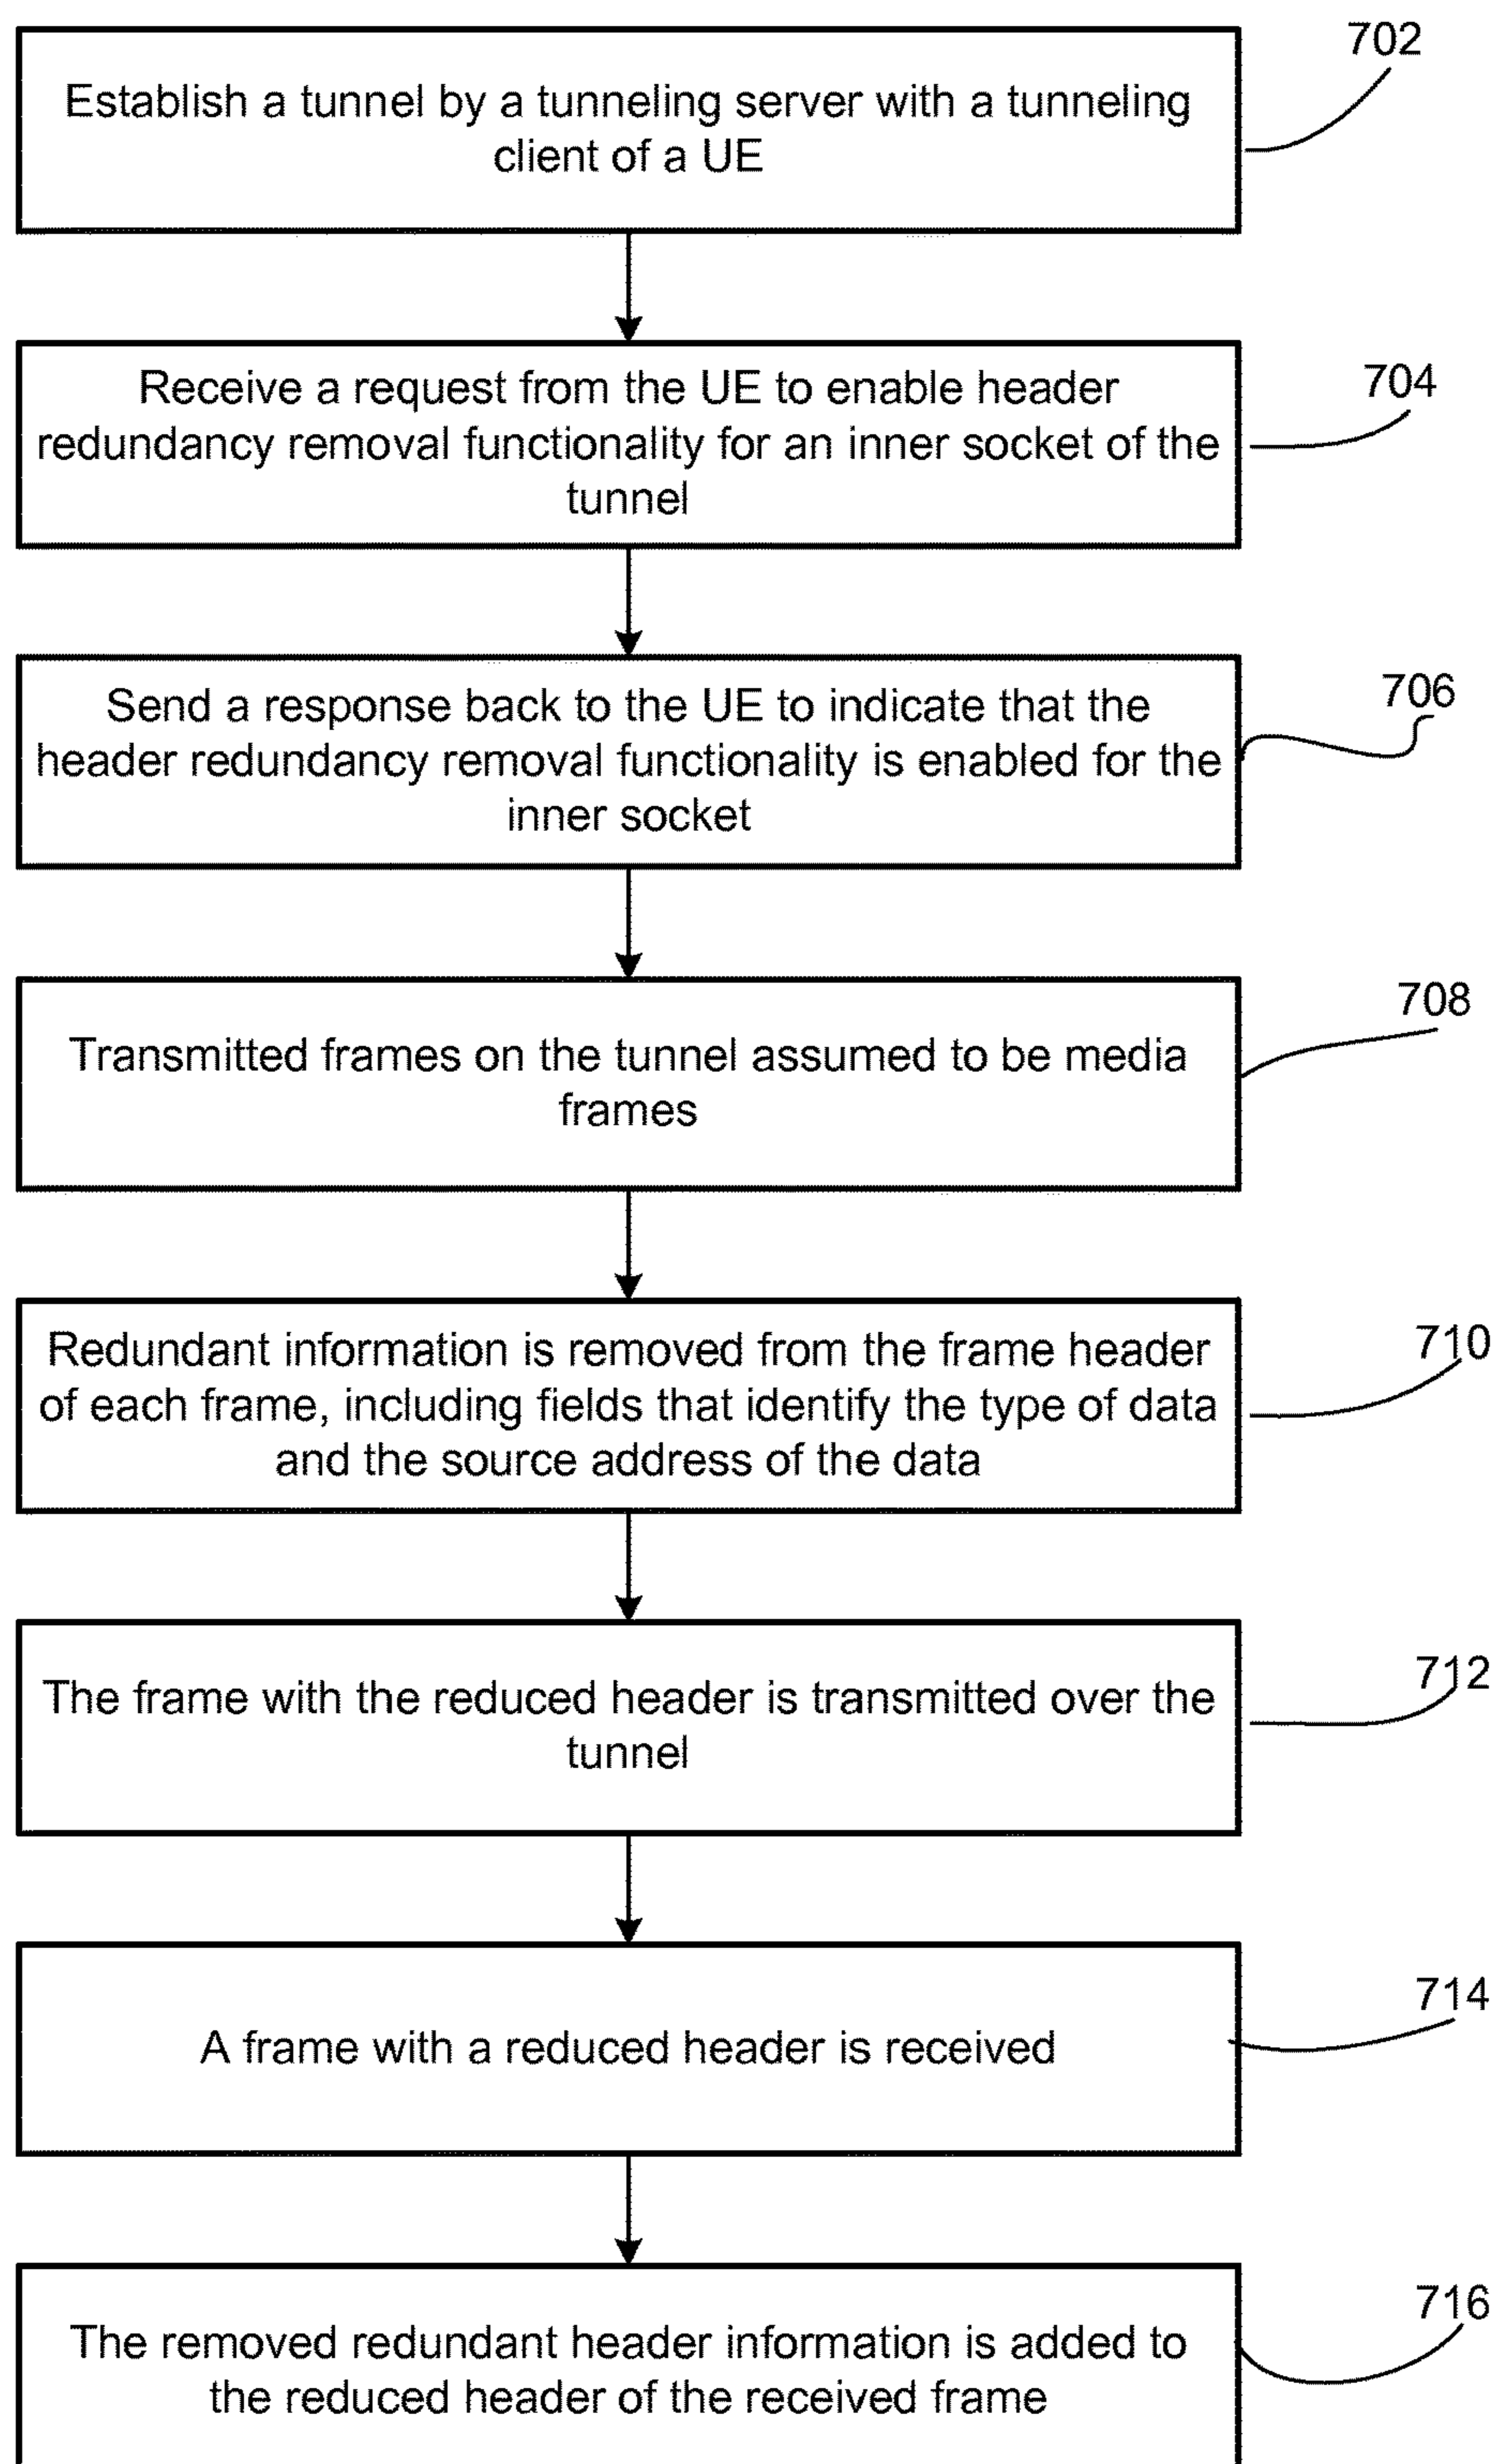 702
Establish a tunnel by a tunneling server with a tunneling
client of a UE
704
Receive a request from the UE to enable header
redundancy removal functionality for an inner socket of the
tunnel
706
Send a response back to the UE to indicate that the
header redundancy removal functionality is enabled for the
inner socket
708
Transmitted frames on the tunnel assumed to be media
frames
710
Redundant information is removed from the frame header
of each frame, including fields that identify the type of data
and the source address of the data
712
The frame with the reduced header is transmitted over the
tunnel
714
A frame with a reduced header is received
716
The removed redundant header information is added to
the reduced header of the received frame